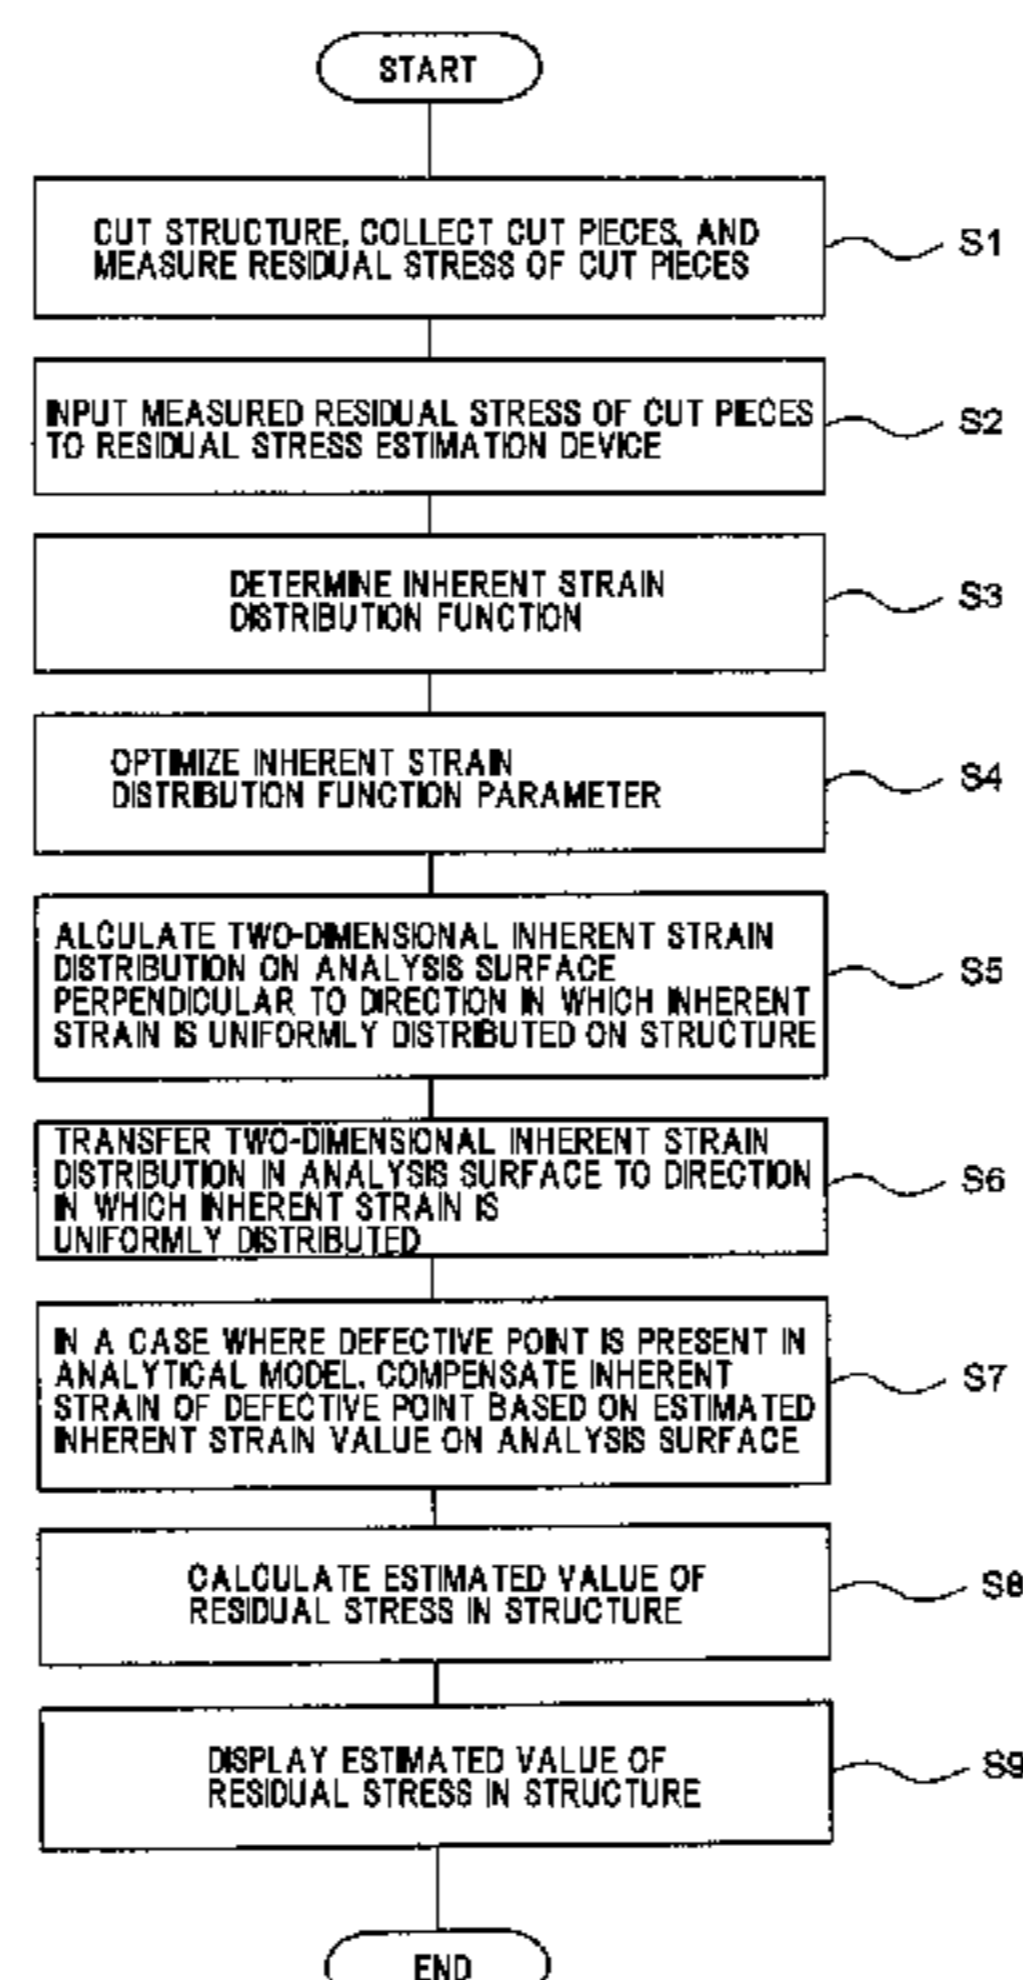 START
CUT STRUCTURE, COLLECT CUT PIECES, AND
MEASURE RESIDUAL STRESS OF CUT PIECES
S1
INPUT MEASURED RESIDUAL STRESS OF CUT PIECES
TO RESIDUAL STRESS ESTIMATION DEVICE
S2
DETERMINE INHERENT STRAIN
DISTRIBUTION FUNCTION
S3
OPTIMIZE INHERENT STRAIN
DISTRIBUTION FUNCTION PARAMETER
S4
ALCULATE TWO-DIMENSIONAL INHERENT STRAIN
DISTRIBUTION ON ANALYSIS SURFACE
PERPENDICULAR TO DIRECTION IN WHICH INHERENT
STRAIN IS UNIFORMLY DISTRIBUTED ON STRUCTURE
S5
TRANSFER TWO-DIMENSIONAL INHERENT STRAIN
DISTRIBUTION IN ANALYSIS SURFACE TO DIRECTION
IN WHICH INHERENT STRAIN IS
UNIFORMLY DISTRIBUTED
S6
IN A CASE WHERE DEFECTIVE POINT IS PRESENT IN
ANALYTICAL MODEL, COMPENSATE INHERENT
STRAIN OF DEFECTIVE POINT BASED ON ESTIMATED
INHERENT STRAIN VALUE ON ANALYSIS SURFACE
S7
CALCULATE ESTIMATED VALUE OF
RESIDUAL STRESS IN STRUCTURE
S8
DISPLAY ESTIMATED VALUE OF
RESIDUAL STRESS IN STRUCTURE
S9
END